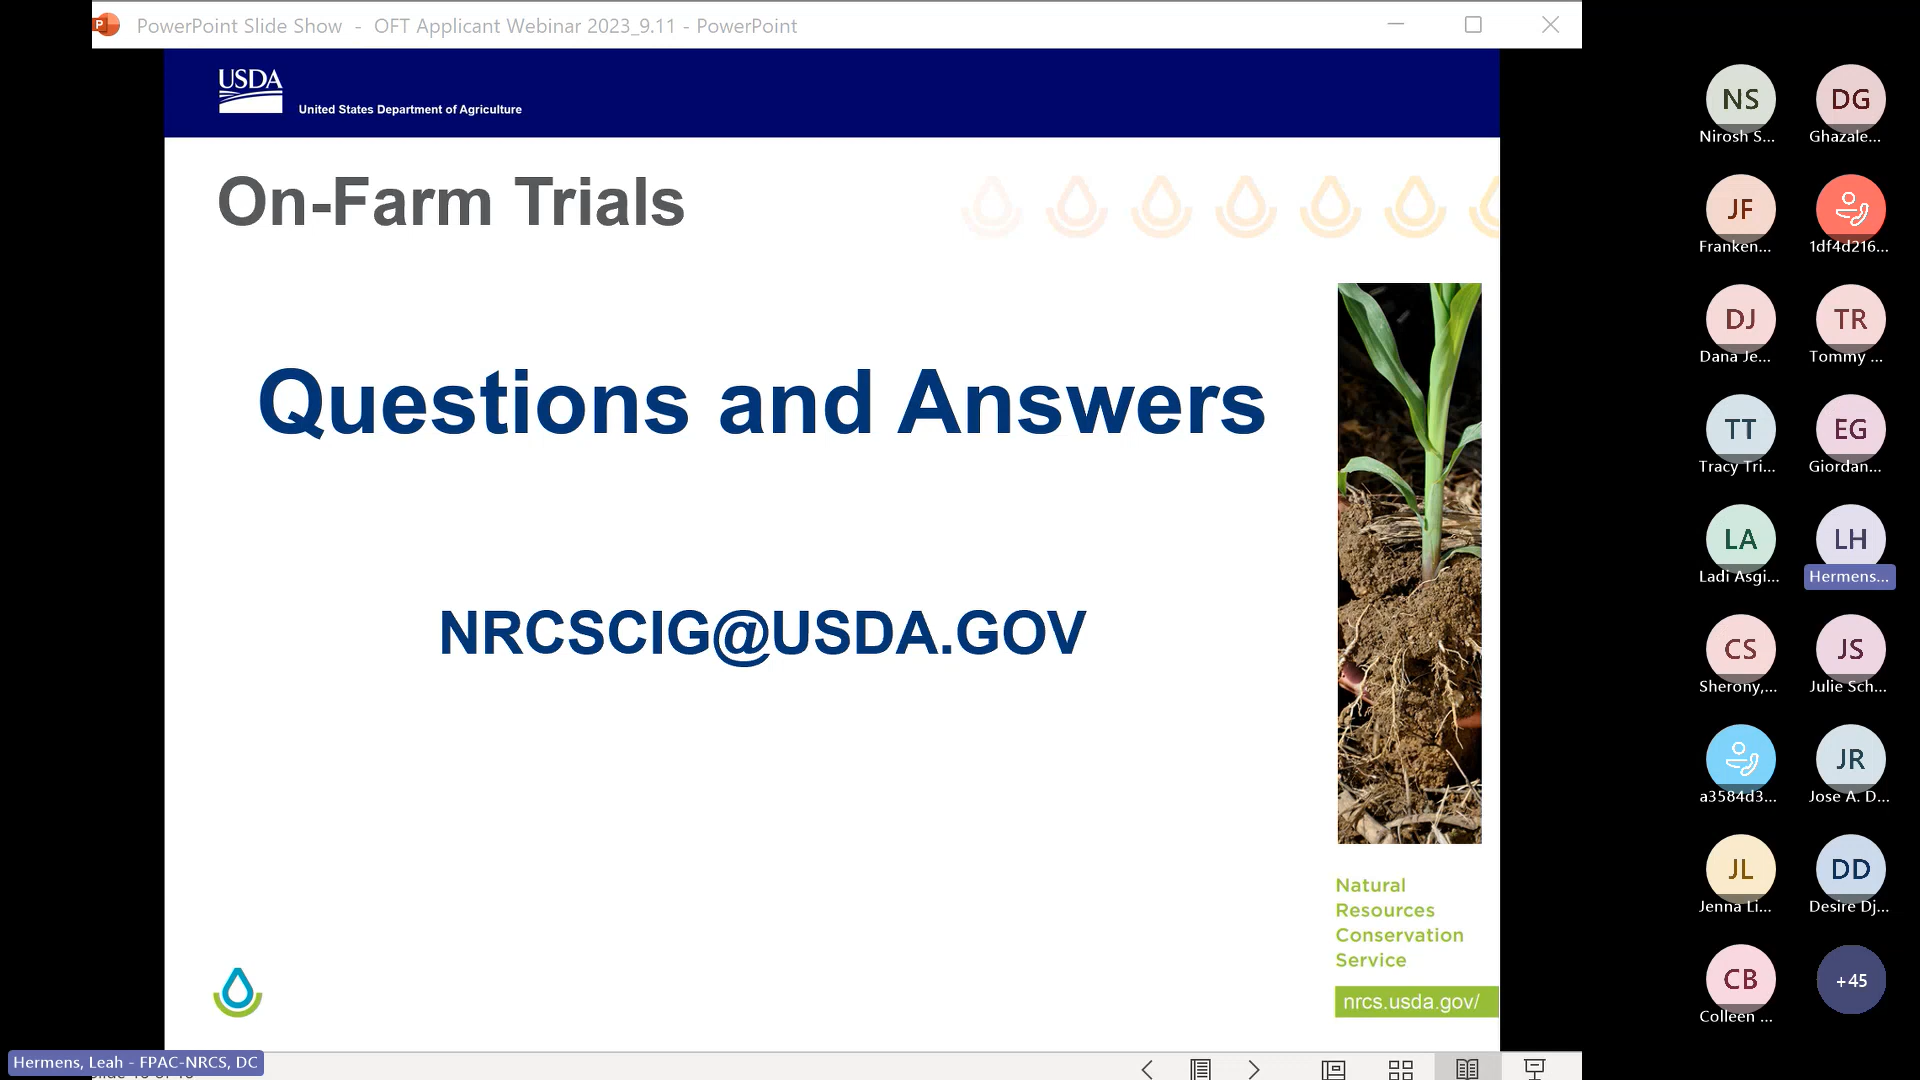 PowerPoint Slide Show - OFT Applicant Webinar 2023_9.11 - PowerPoint
USDA
United States Department of Agriculture
On-Farm Trials
Questions and Answers
NRCSCIG@USDA.GOV
Natural
Resources
Conservation
Service
nrcs.usda.gov/
Hermens, Leah - FPAC-NRCS, DC
NS
Nirosh S...
DG
Ghazale...
JF
Franken...
1df4d216...
DJ
Dana Je...
TR
Tommy ...
TT
Tracy Tri...
EG
Giordan...
LA
Ladi Asgi...
LH
Hermens...
CS
Sherony,...
JS
Julie Sch...
a3584d3...
JR
Jose A. D...
JL
Jenna Li...
DD
Desire Dj...
CB
Colleen ...
+45